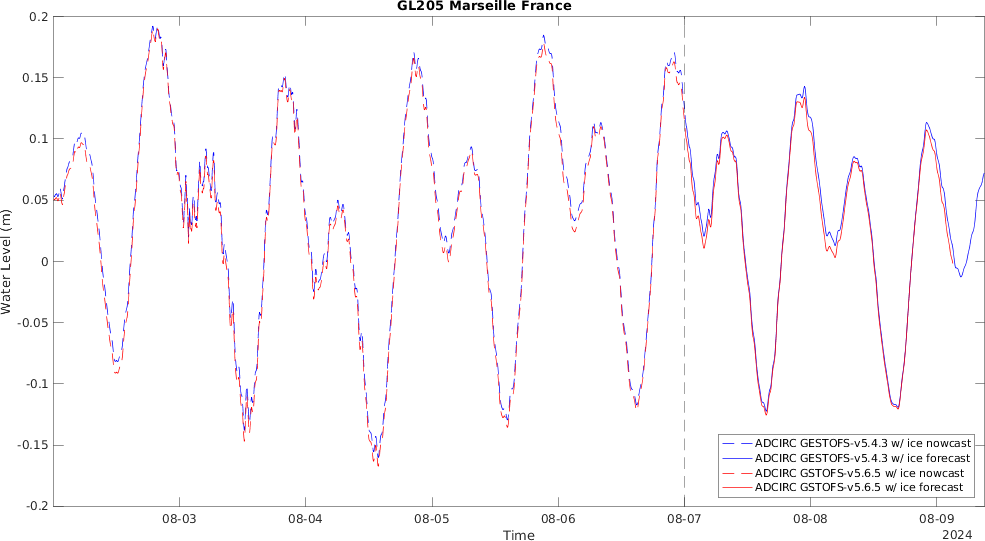 GL205 Marseille France
0.2
0.15
0.1
0.05
0
-0.05
-0.1
-0.15
-0.2
Water Level (m)
ADCIRC GESTOFS-v5.4.3 w/ ice nowcast
ADCIRC GESTOFS-v5.4.3 w/ ice forecast
ADCIRC GSTOFS-v5.6.5 w/ ice nowcast
ADCIRC GSTOFS-v5.6.5 w/ ice forecast
08-03 08-04 08-05 08-06 08-07 08-08 08-09
Time
2024